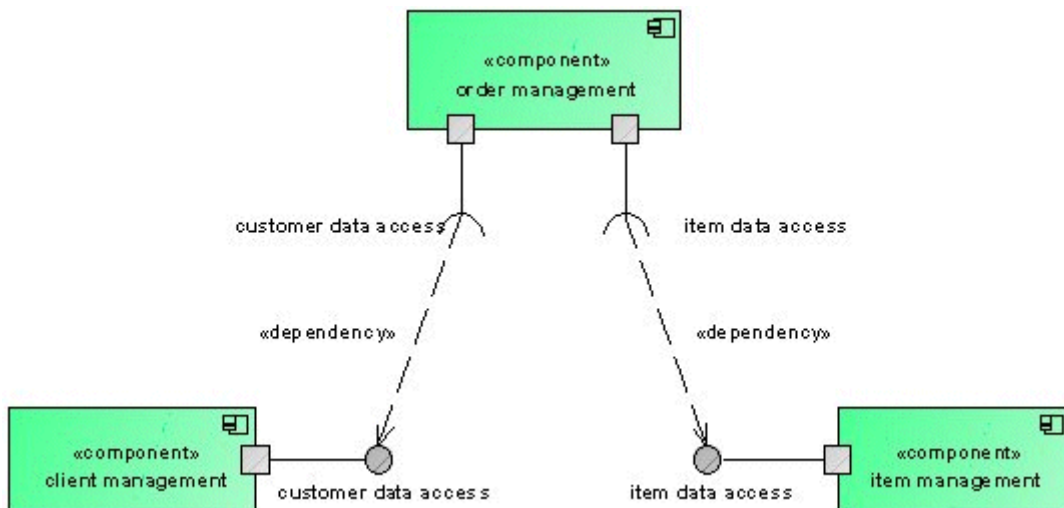 «component»
order management
customer data access
item data access
«dependency»
«dependency»
«component»
client management
customer data access
item data access
«component»
item management